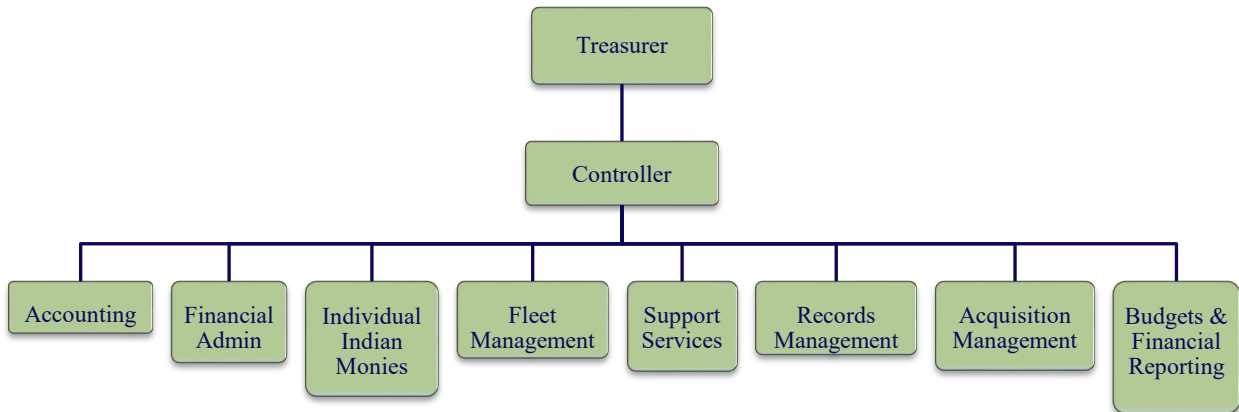 Treasurer
Controller
Accounting
Financial
Admin
Individual
Indian
Monies
Fleet
Management
Support
Services
Records
Management
Acquisition
Management
Budgets &
Financial
Reporting